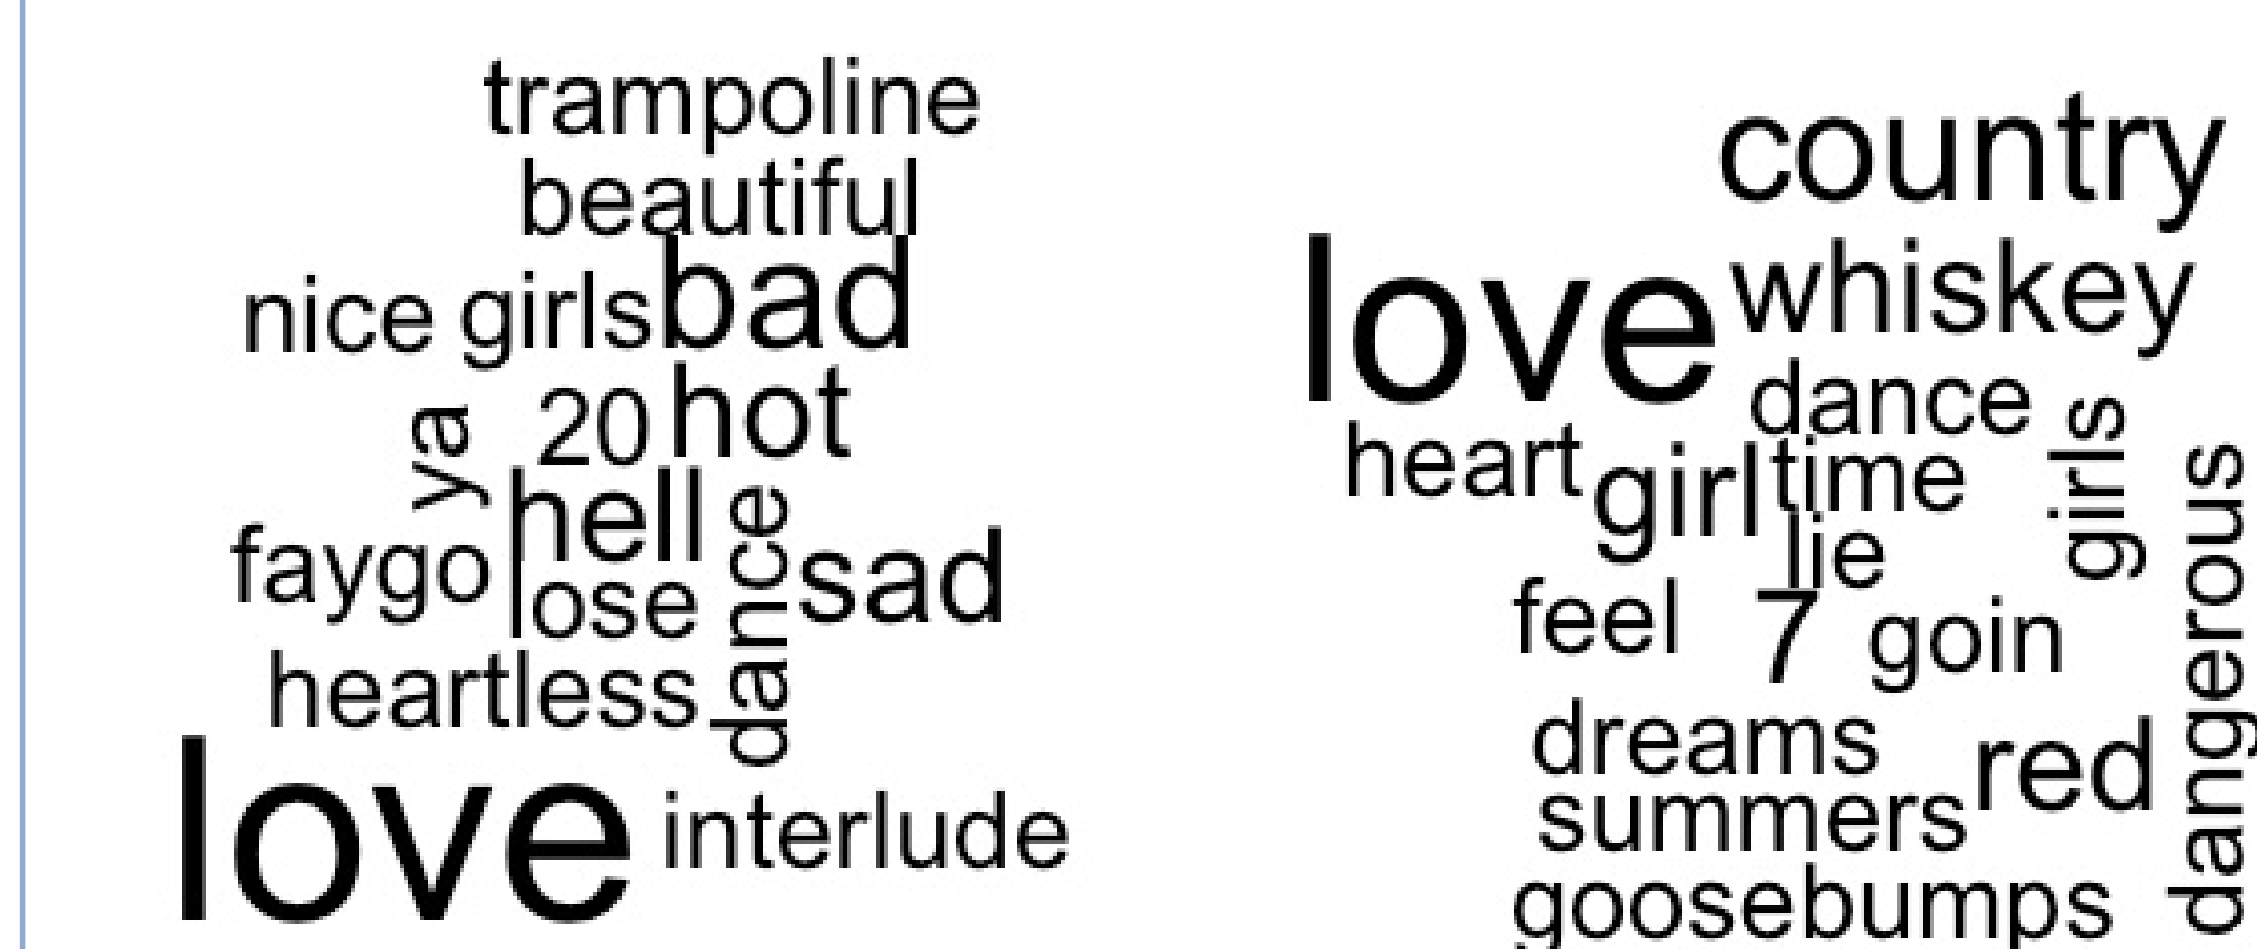 trampoline
beautiful
nice girls bad
ya 20 hot
hell
faygo lose dance sad
heartless
love interlude
country
love whiskey
dance
heart girl time girls
lie
feel 7 goin dangerous
dreams
summers red
goosebumps